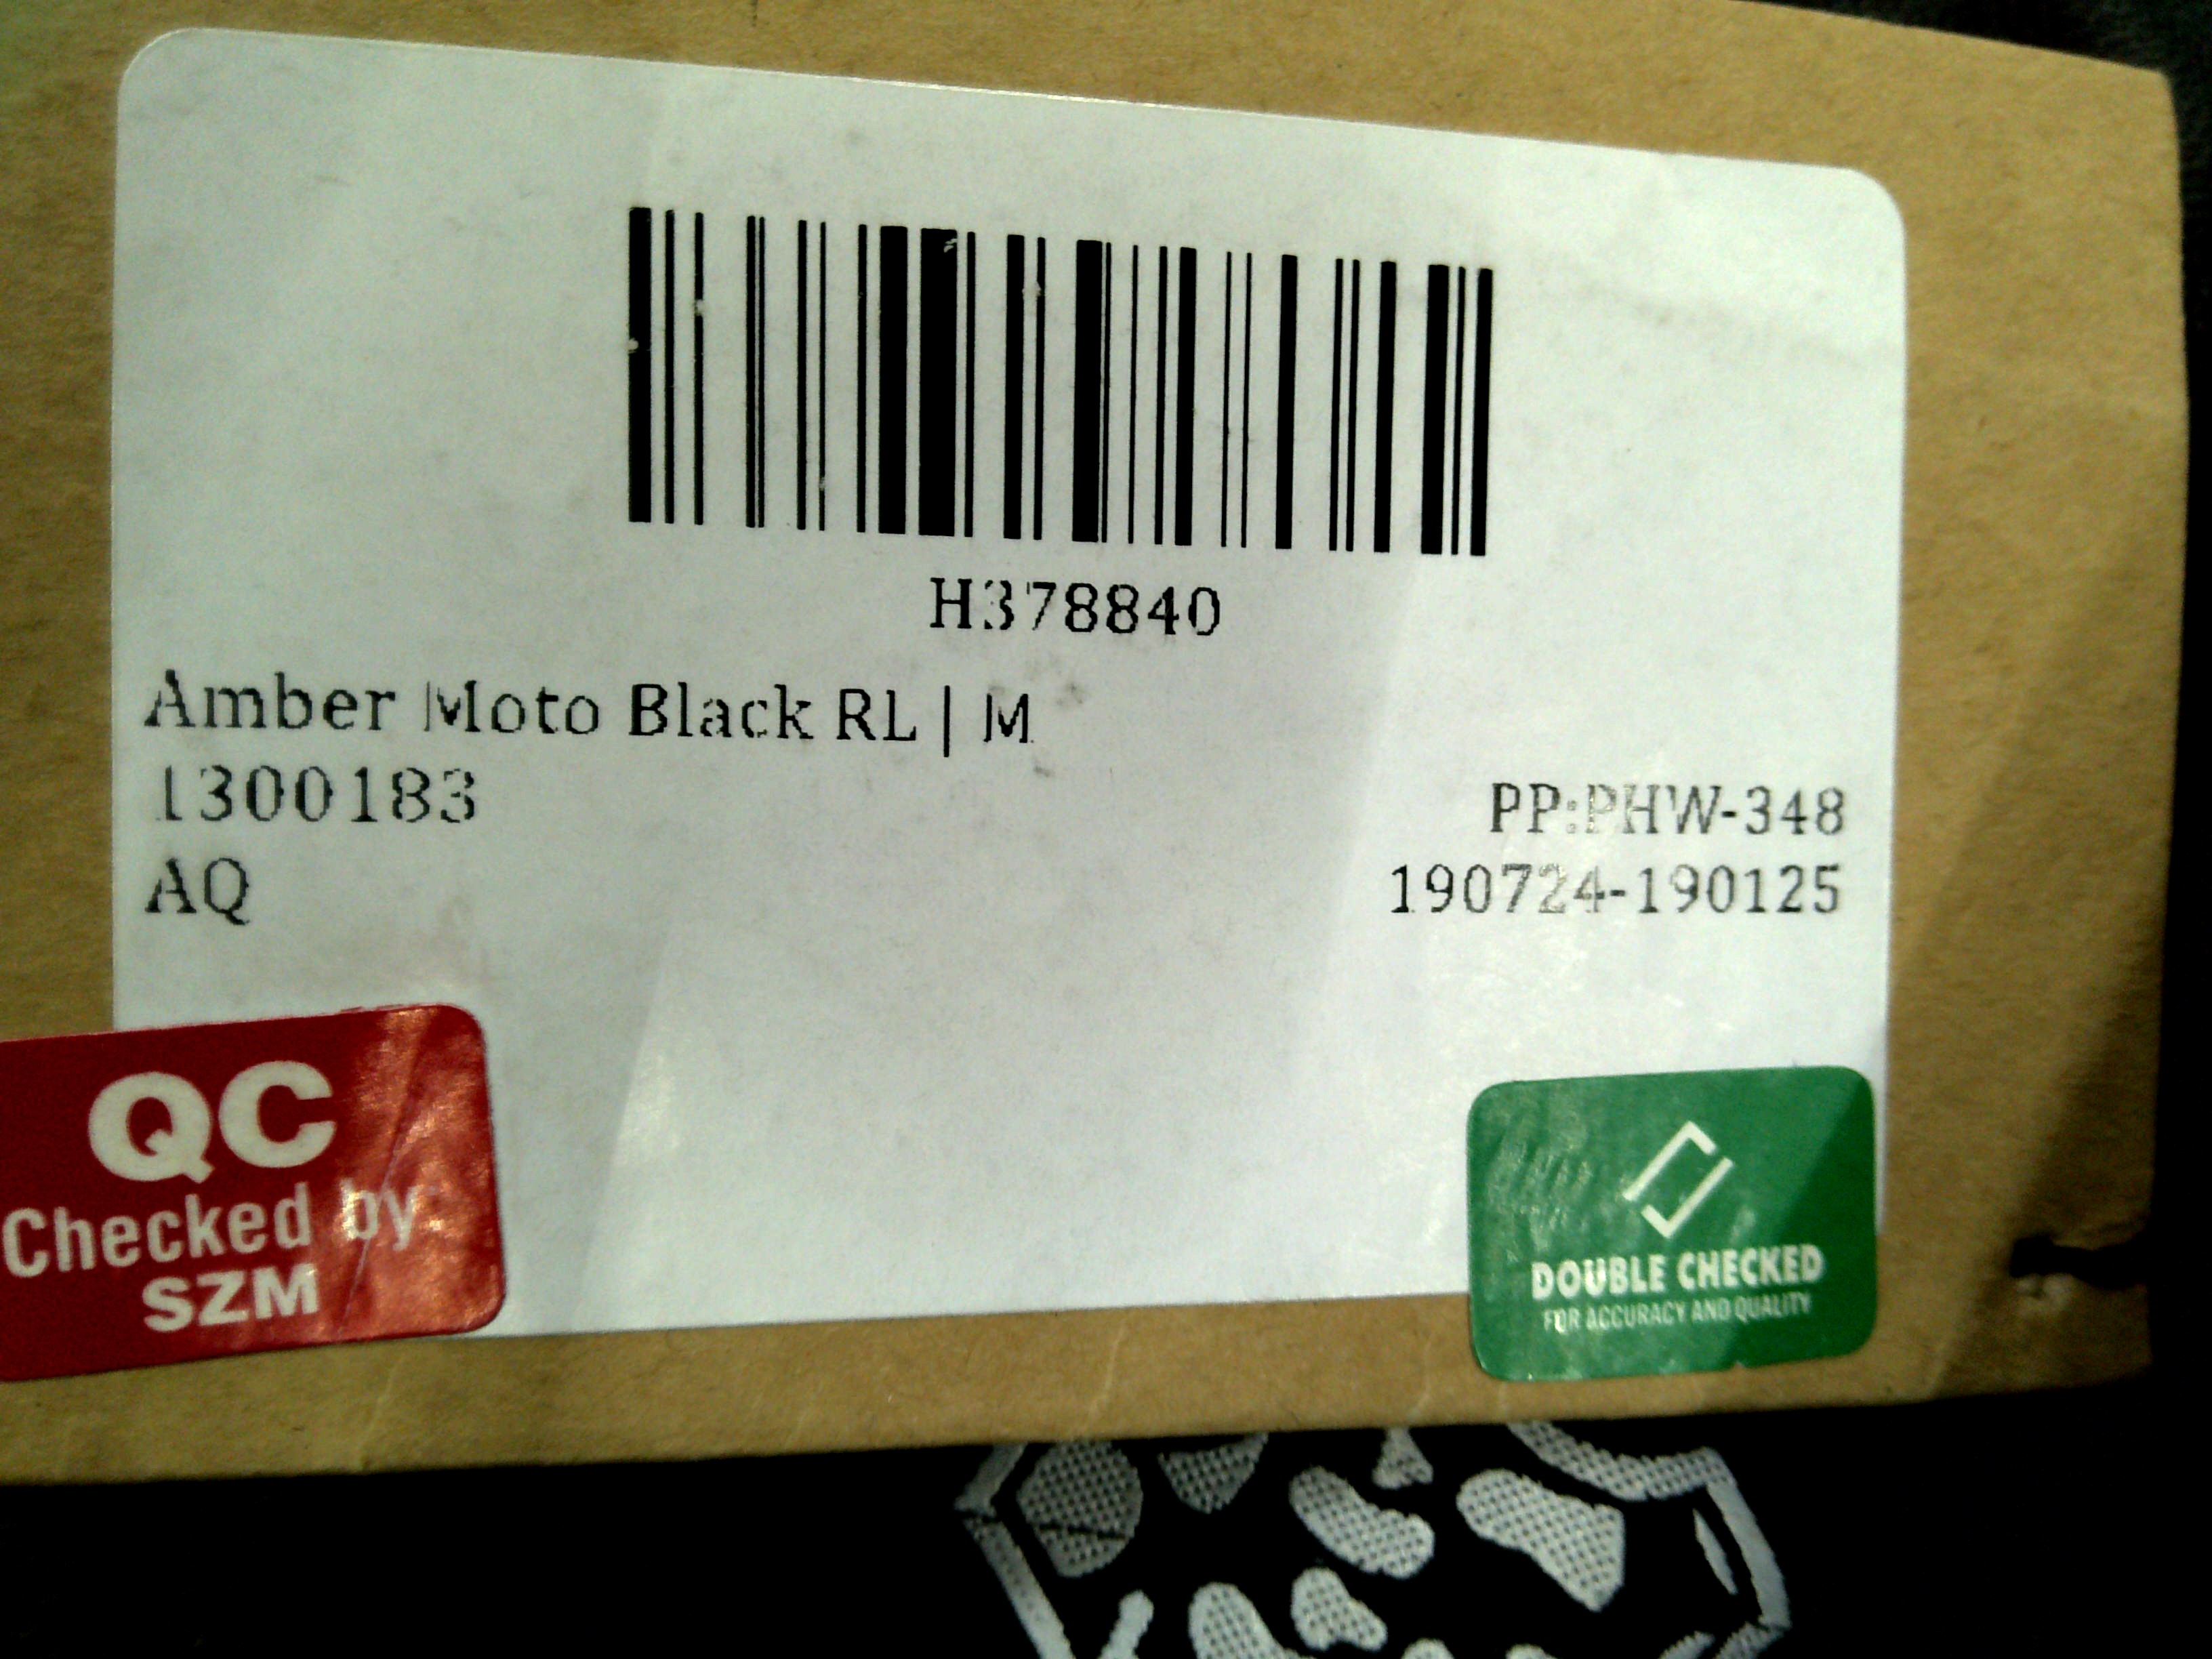 H378840
Amber Moto Black RL | M
1300183
PP:PHW-348
AQ
190724-190125
QC
Checked by
SZM
DOUBLE CHECKED
FOR ACCURACY AND QUALITY